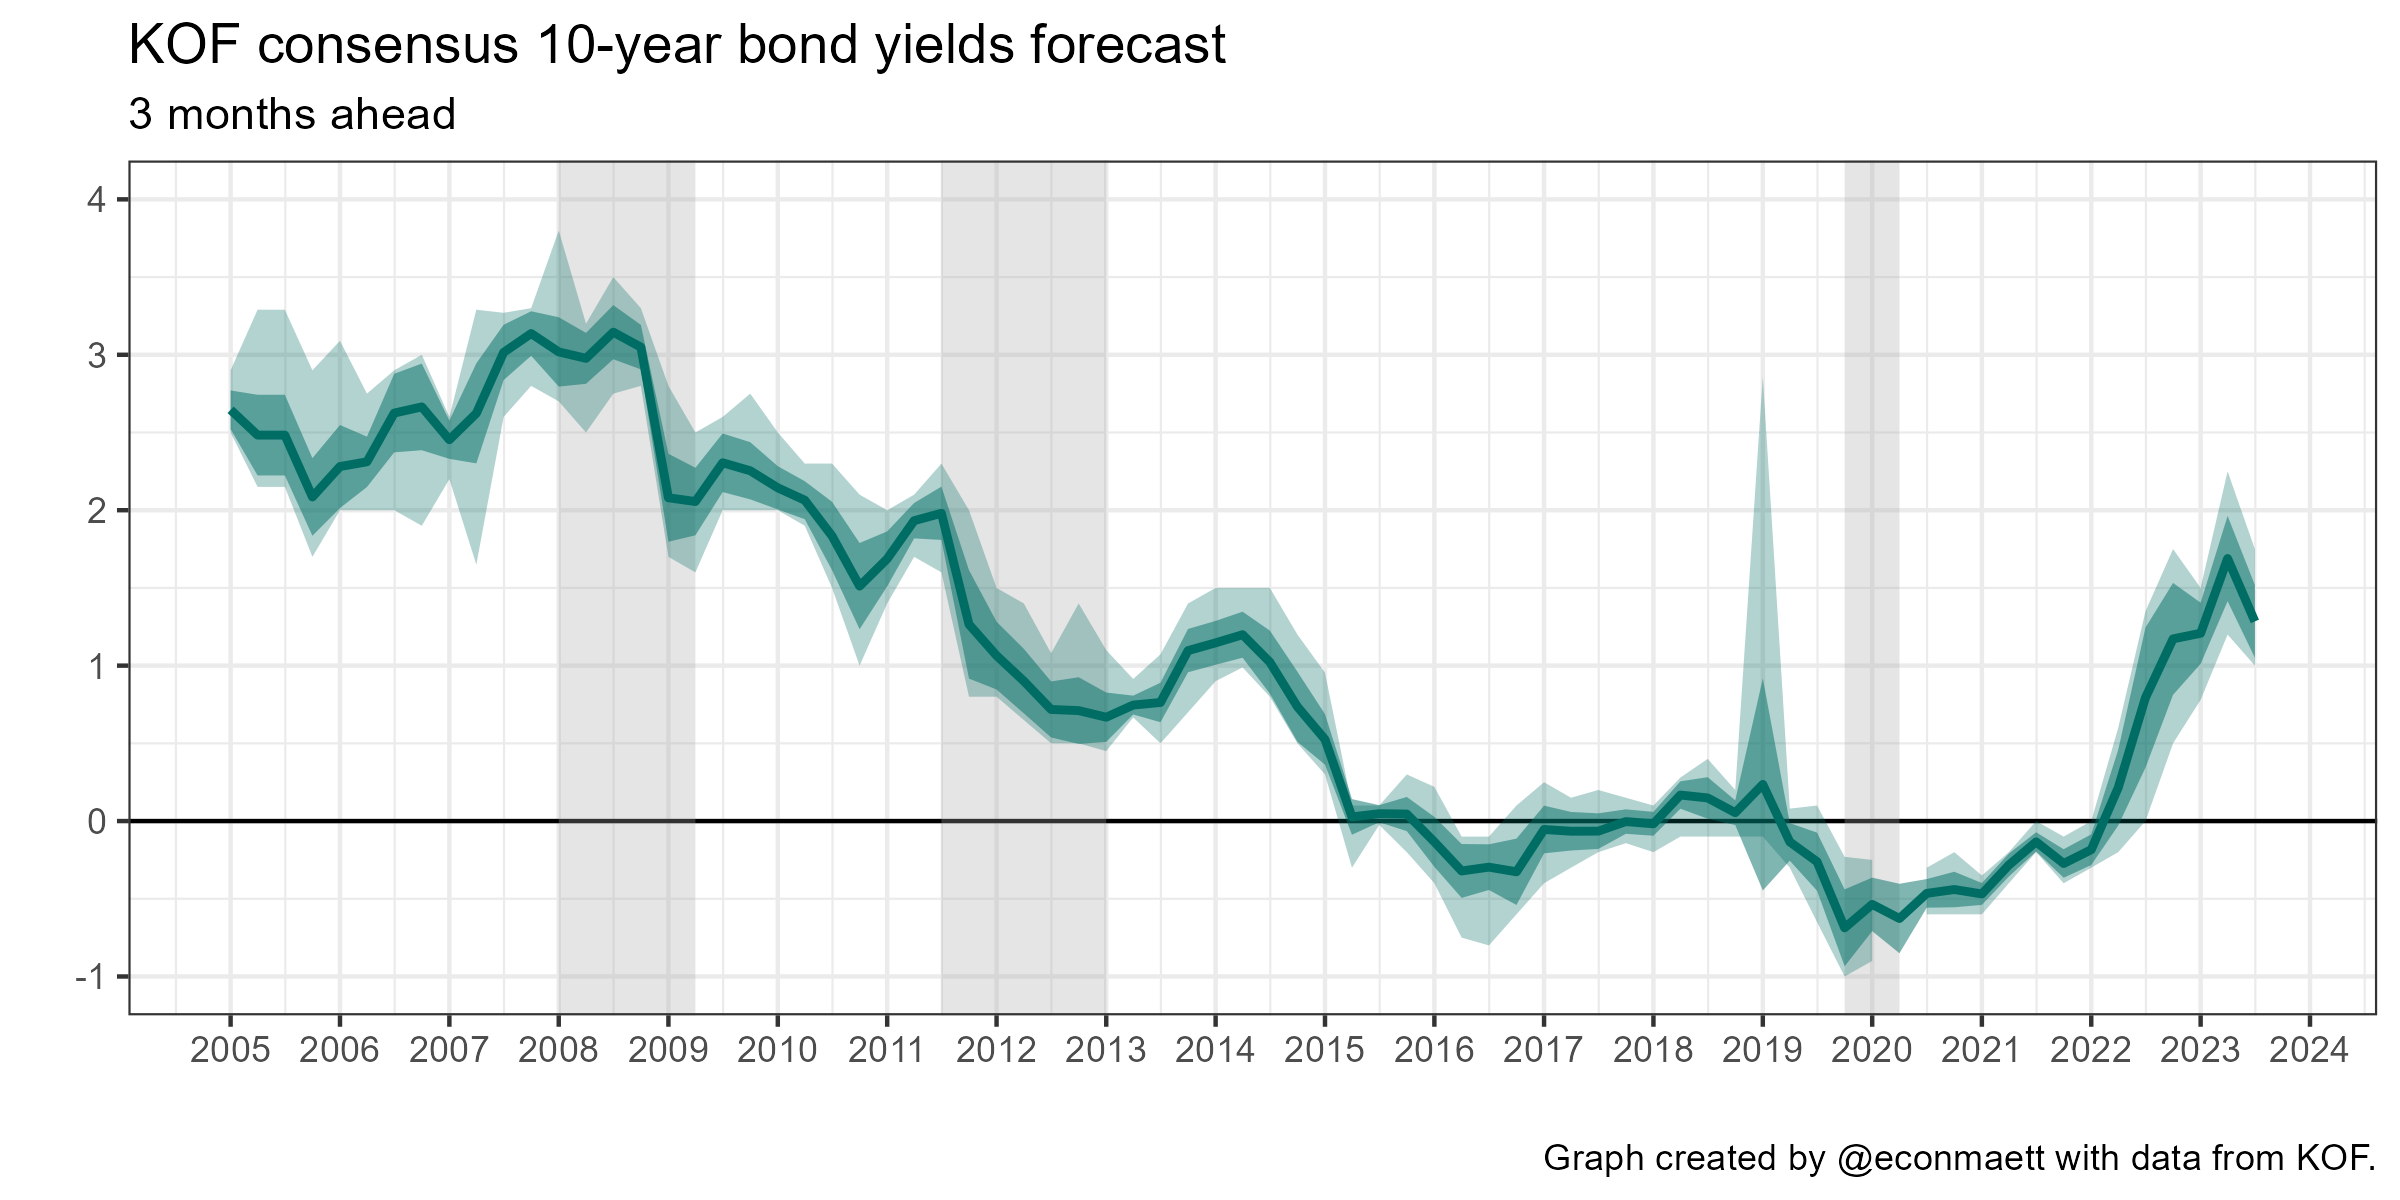 KOF consensus 10-year bond yields forecast
3 months ahead
4
3
2
1
0
-1
2005 2006 2007 2008 2009 2010 2011 2012 2013 2014 2015 2016 2017 2018 2019 2020 2021 2022 2023 2024
Graph created by @econmaett with data from KOF.